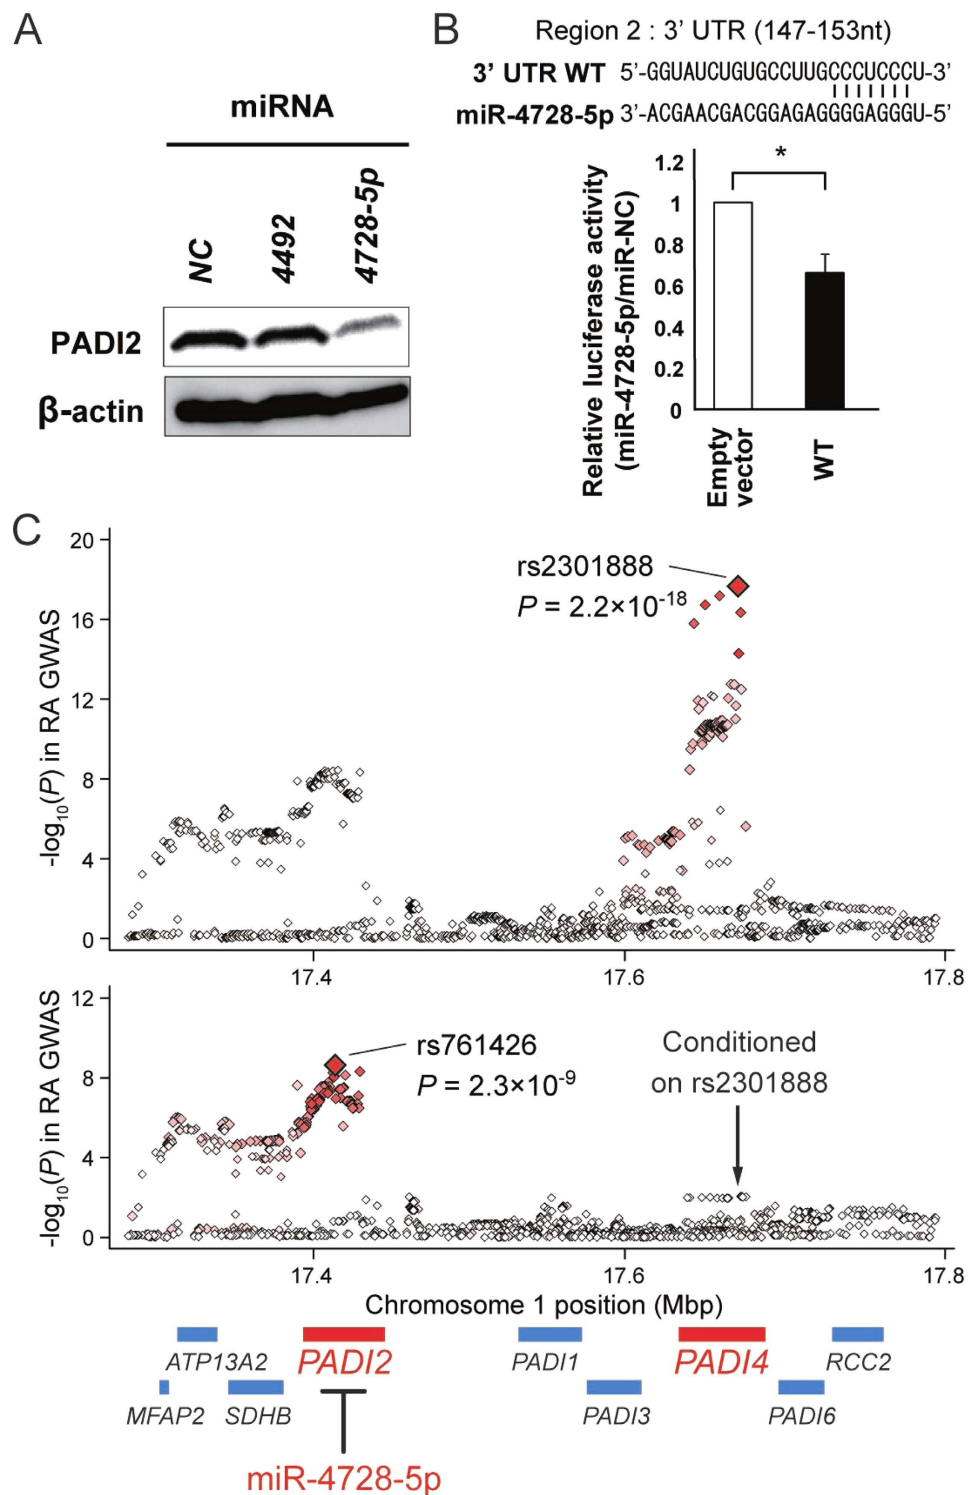 A
miRNA
NC
4492
4728-5p
PADI2
β-actin
B
Region 2 : 3' UTR (147-153nt)
3' UTR WT 5'-GGUAUCUGUGCCUUGCCCUCCCU-3'
miR-4728-5p 3'-ACGAACGACGGAGAGGGGAGGGU-5'
Relative luciferase activity
(miR-4728-5p/miR-NC)
1.2
1
0.8
0.6
0.4
0.2
0
*
Empty
vector
WT
C
-log10(P) in RA GWAS
20
16
12
8
4
0
rs2301888
P = 2.2×10-18
17.4
17.6
17.8
-log10(P) in RA GWAS
12
8
4
0
rs761426
P = 2.3×10-9
Conditioned
on rs2301888
17.4
17.6
17.8
Chromosome 1 position (Mbp)
ATP13A2
PADI2
PADI1
PADI4
RCC2
MFAP2
SDHB
PADI3
PADI6
miR-4728-5p